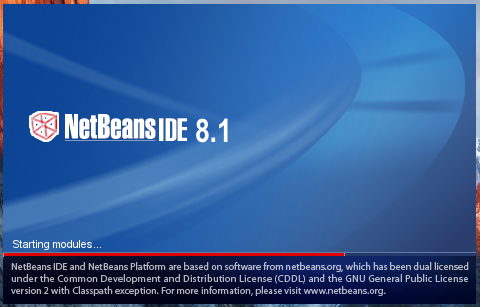 NetBeans IDE 8.1
Starting modules...
NetBeans IDE and NetBeans Platform are based on software from netbeans.org, which has been dual licensed
under the Common Development and Distribution License (CDDL) and the GNU General Public License
version 2 with Classpath exception. For more information, please visit www.netbeans.org.